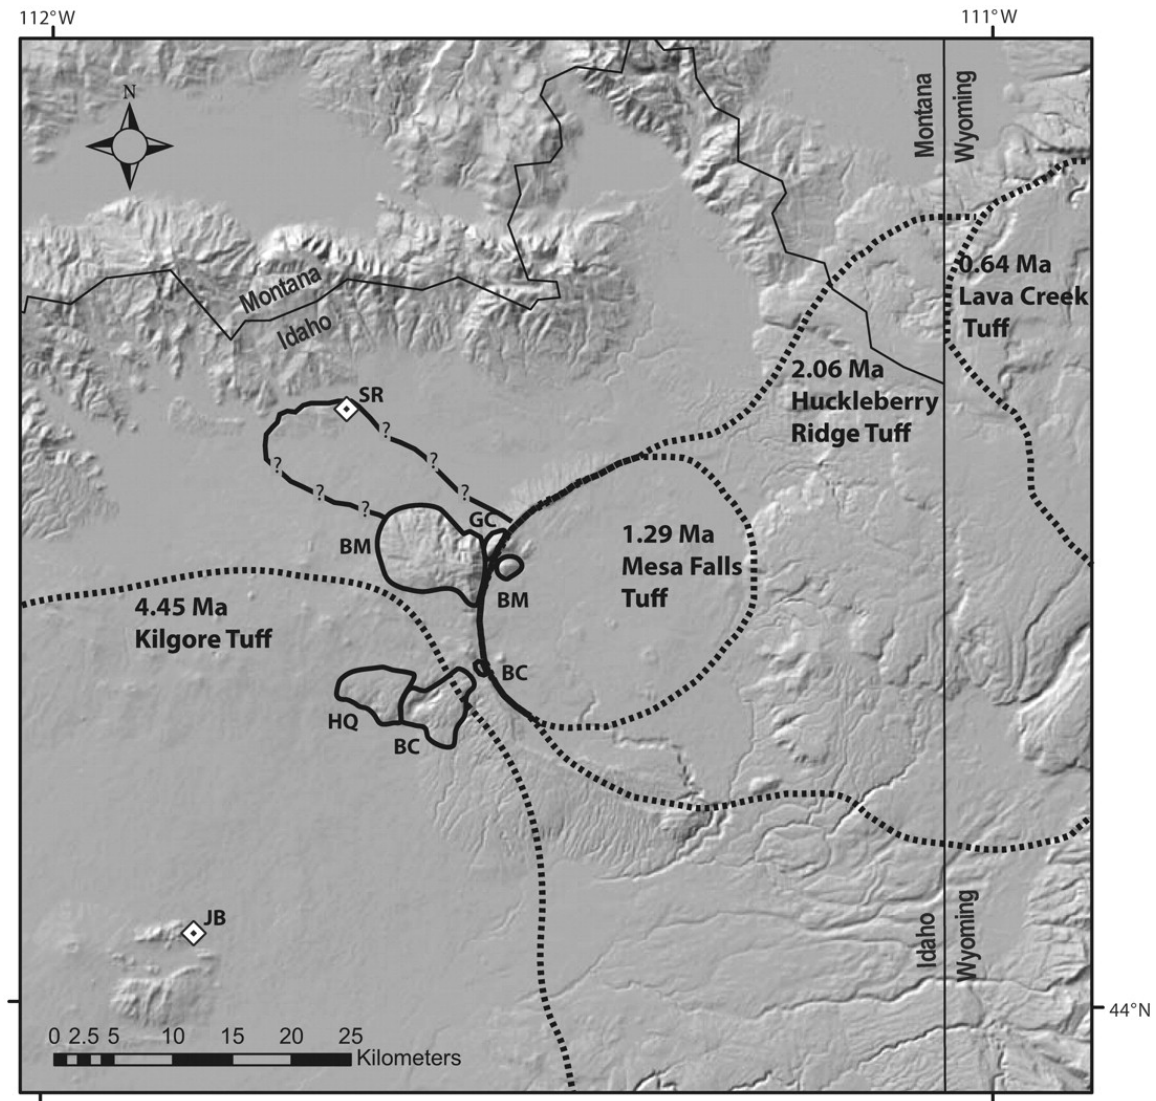 112°W
111°W
N
Montana
Wyoming
0.64 Ma
Lava Creek
Tuff
Montana
Idaho
2.06 Ma
Huckleberry
Ridge Tuff
SR
?
?
?
?
?
?
GC
BM
1.29 Ma
Mesa Falls
Tuff
BM
4.45 Ma
Kilgore Tuff
BC
HQ
BC
JB
Idaho
Wyoming
44°N
0 2.5 5 10 15 20 25
Kilometers